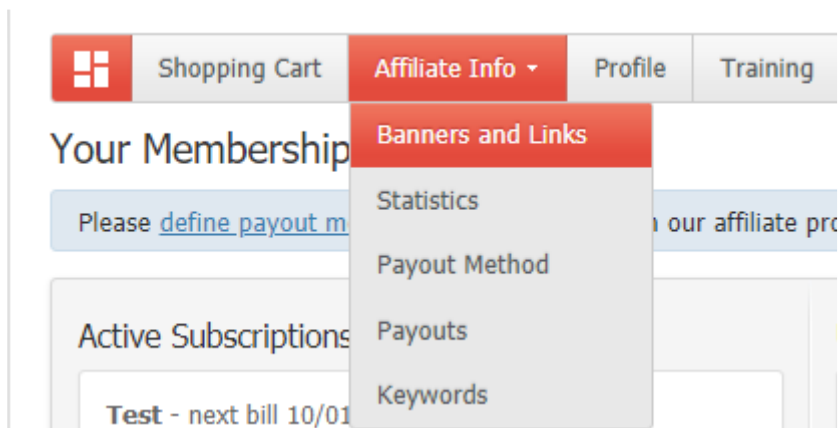 Shopping Cart Affiliate Info Profile Training
Banners and Links
Your Membership
Statistics
Please define payout m our affiliate pro
Payout Method
Active Subscriptions
Payouts
Keywords
Test - next bill 10/01